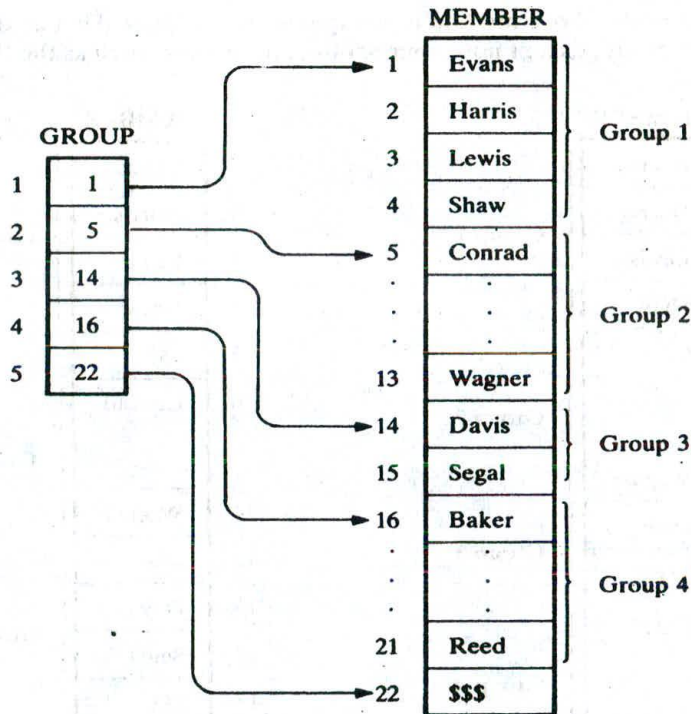 MEMBER
1 Evans
2 Harris
3 Lewis
4 Shaw
Group 1
GROUP
1 1
2 5
3 14
4 16
5 22
5 Conrad
. .
. .
. .
13 Wagner
Group 2
14 Davis
15 Segal
Group 3
16 Baker
. .
. .
. .
21 Reed
Group 4
22 $$$